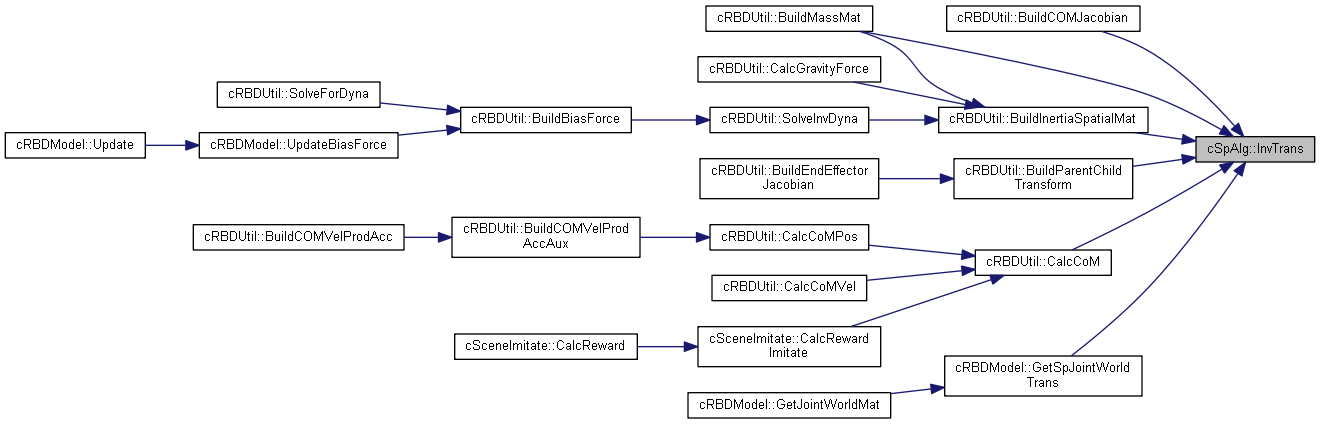 cRBDUtil::BuildMassMat
cRBDUtil::BuildCOMJacobian
cRBDUtil::CalcGravityForce
cRBDUtil::SolveForDyna
cRBDUtil::BuildBiasForce
cRBDUtil::SolveInvDyna
cRBDUtil::BuildInertiaSpatialMat
cRBDModel::Update
cRBDModel::UpdateBiasForce
cSpAlg::InvTrans
cRBDUtil::BuildEndEffector
Jacobian
cRBDUtil::BuildParentChild
Transform
cRBDUtil::BuildCOMVelProdAcc
cRBDUtil::BuildCOMVelProd
AccAux
cRBDUtil::CalcCoMPos
cRBDUtil::CalcCoM
cRBDUtil::CalcCoMVel
cSceneImitate::CalcReward
cSceneImitate::CalcReward
Imitate
cRBDModel::GetSpJointWorld
Trans
cRBDModel::GetJointWorldMat